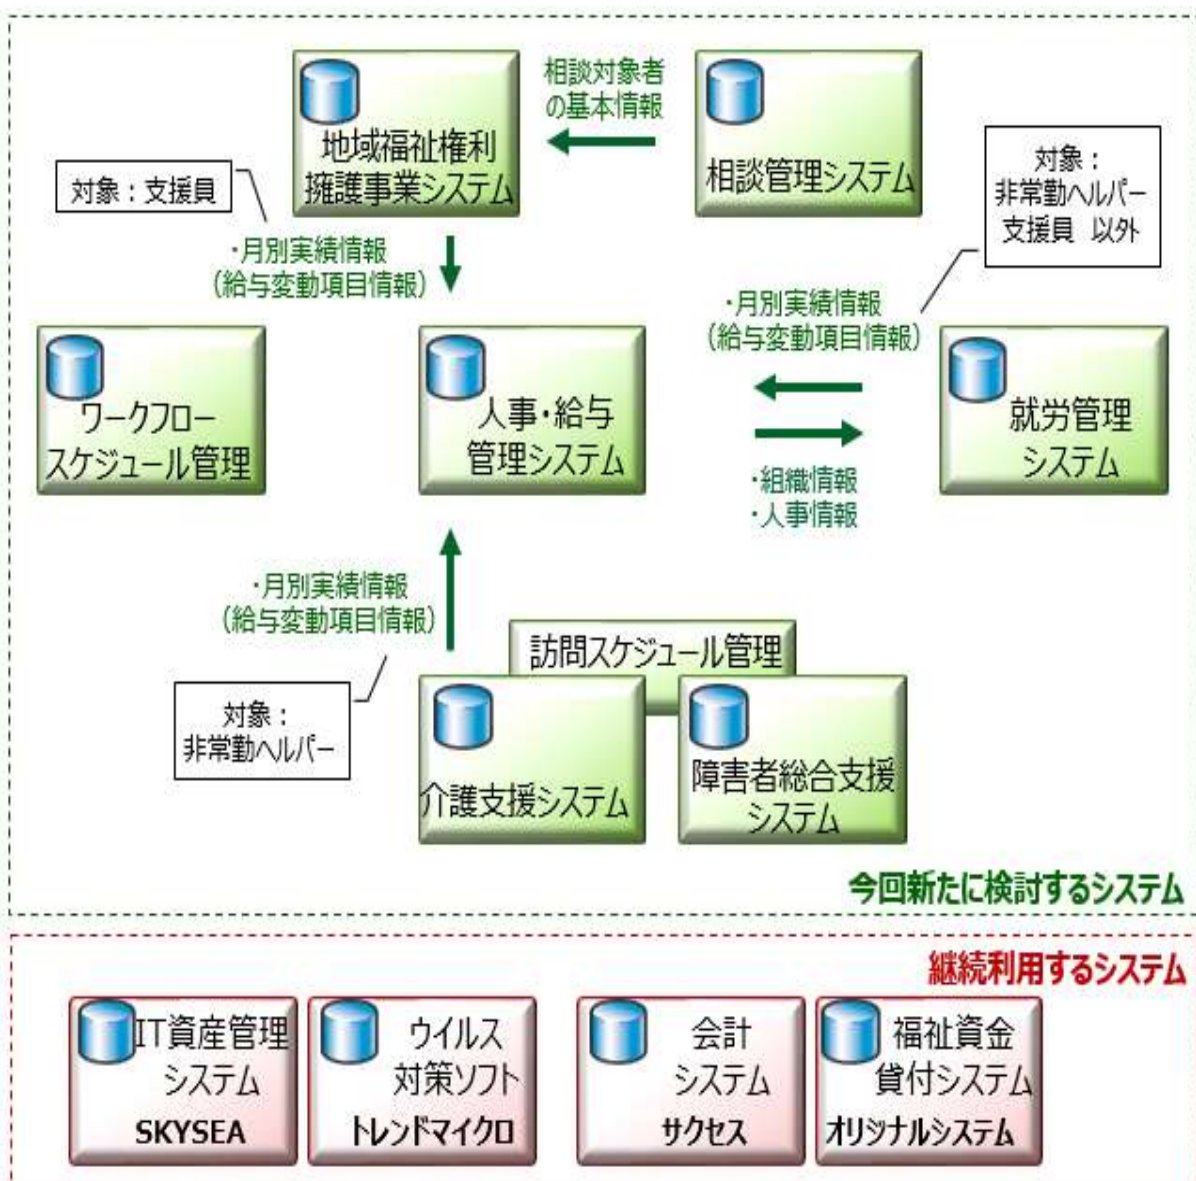 相談対象者
の基本情報
地域福祉権利
擁護事業システム
相談管理システム
対象：支援員
対象：
非常勤ヘルパー
支援員 以外
・月別実績情報
（給与変動項目情報）
・月別実績情報
（給与変動項目情報）
ワークフロー
スケジュール管理
人事・給与
管理システム
就労管理
システム
・組織情報
・人事情報
・月別実績情報
（給与変動項目情報）
訪問スケジュール管理
対象：
非常勤ヘルパー
介護支援システム
障害者総合支援
システム
今回新たに検討するシステム
継続利用するシステム
IT資産管理
システム
SKYSEA
ウイルス
対策ソフト
トレンドマイクロ
会計
システム
サクセス
福祉資金
貸付システム
オリジナルシステム